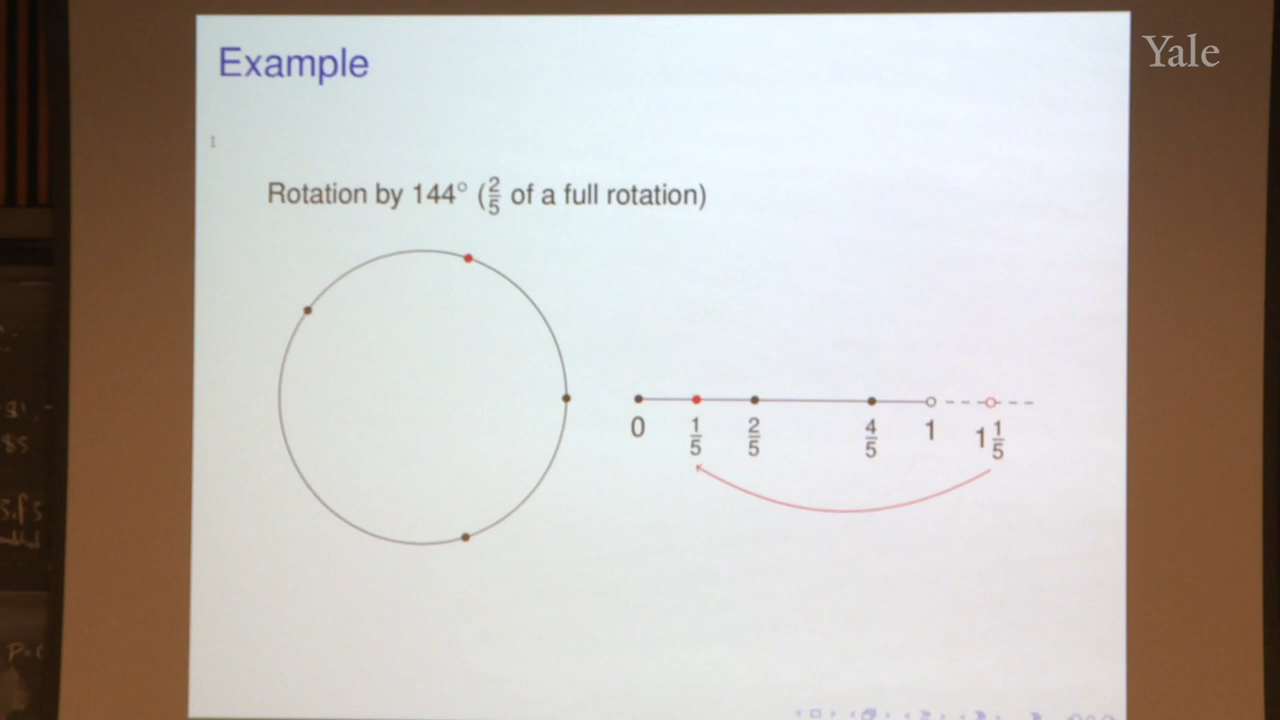 Example
Yale
Rotation by 144° (2/5 of a full rotation)
0 1/5 2/5 4/5 1 1 1/5